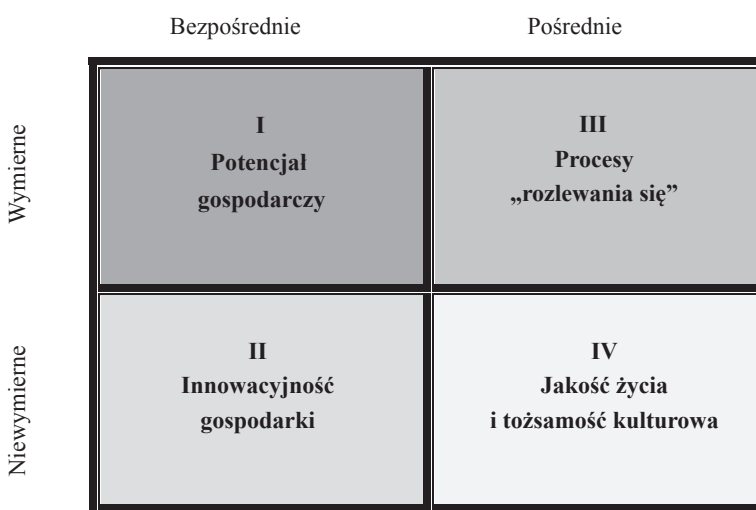 Bezpośrednie
Pośrednie
Wymierne
I
Potencjał
gospodarczy
III
Procesy
„rozlewania się”
Niewymierne
II
Innowacyjność
gospodarki
IV
Jakość życia
i tożsamość kulturowa